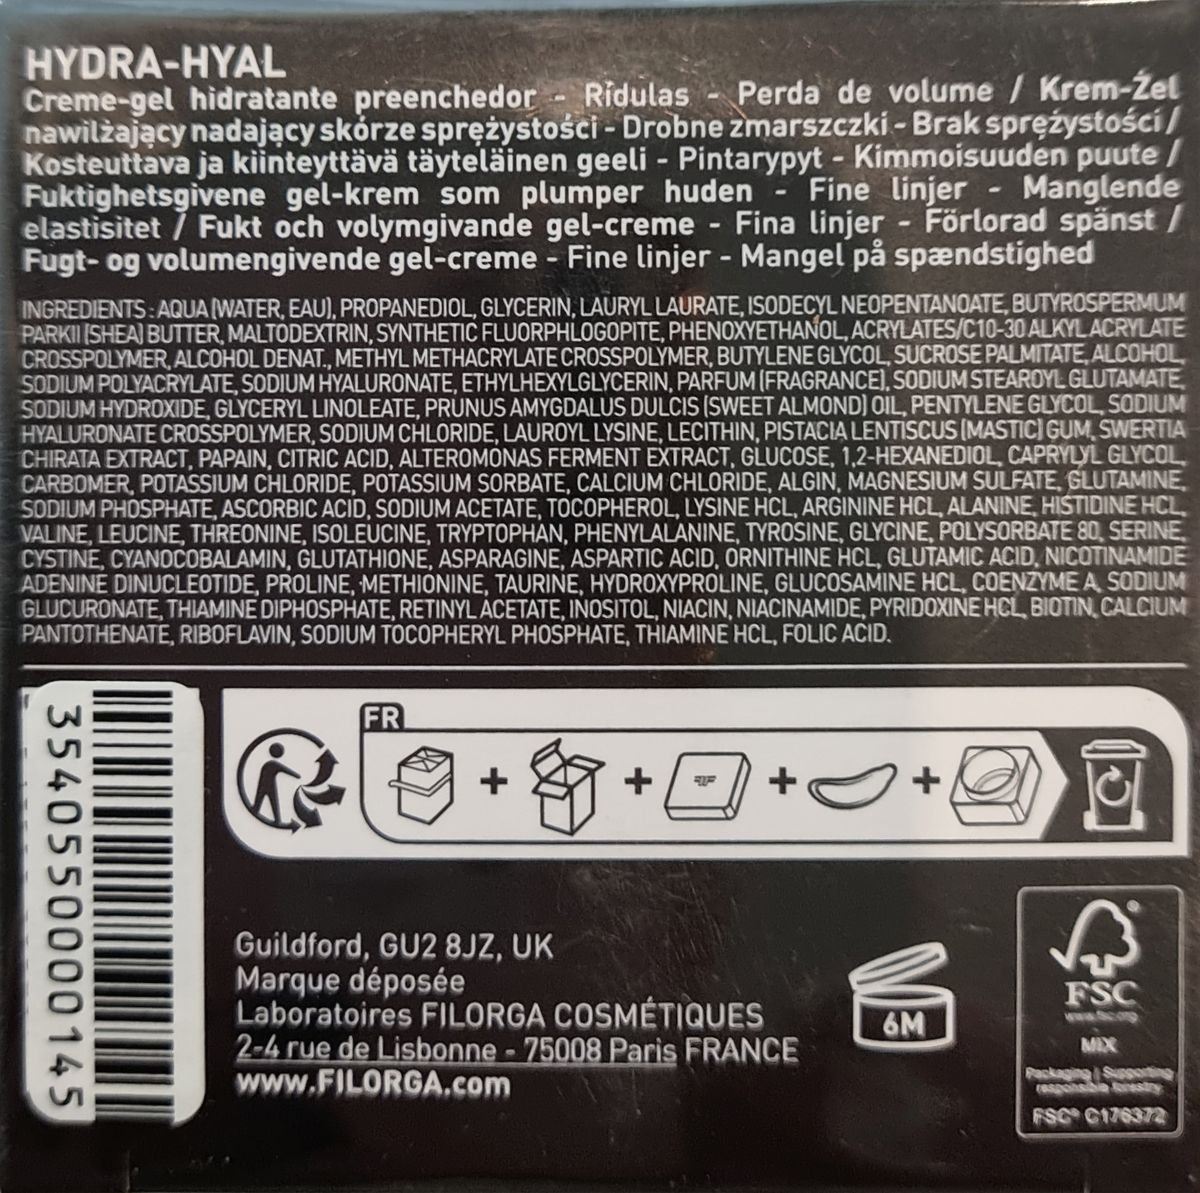 HYDRA-HYAL
Creme-gel hidratante preenchedor - Rídulas - Perda de volume / Krem-Żel
nawilżający nadający skórze sprężystości - Drobne zmarszczki - Brak sprężystości /
Kosteuttava ja kiinteyttävä täyteläinen geeli - Pintarypyt - Kimmoisuuden puute /
Fuktighetsgivene gel-krem som plumper huden - Fine linjer - Manglende
elastisitet / Fukt och volymgivande gel-creme - Fina linjer - Förlorad spänst /
Fugt- og volumengivende gel-creme - Fine linjer - Mangel på spændstighed
INGREDIENTS : AQUA (WATER, EAU), PROPANEDIOL, GLYCERIN, LAURYL LAURATE, ISODECYL NEOPENTANOATE, BUTYROSPERMUM
PARKII (SHEA) BUTTER, MALTODEXTRIN, SYNTHETIC FLUORPHLOGOPITE, PHENOXYETHANOL, ACRYLATES/C10-30 ALKYL ACRYLATE
CROSSPOLYMER, ALCOHOL DENAT., METHYL METHACRYLATE CROSSPOLYMER, BUTYLENE GLYCOL, SUCROSE PALMITATE, ALCOHOL,
SODIUM POLYACRYLATE, SODIUM HYALURONATE, ETHYLHEXYLGLYCERIN, PARFUM (FRAGRANCE), SODIUM STEAROYL GLUTAMATE,
SODIUM HYDROXIDE, GLYCERYL LINOLEATE, PRUNUS AMYGDALUS DULCIS (SWEET ALMOND) OIL, PENTYLENE GLYCOL, SODIUM
HYALURONATE CROSSPOLYMER, SODIUM CHLORIDE, LAUROYL LYSINE, LECITHIN, PISTACIA LENTISCUS (MASTIC) GUM, SWERTIA
CHIRATA EXTRACT, PAPAIN, CITRIC ACID, ALTEROMONAS FERMENT EXTRACT, GLUCOSE, 1,2-HEXANEDIOL, CAPRYLYL GLYCOL,
CARBOMER, POTASSIUM CHLORIDE, POTASSIUM SORBATE, CALCIUM CHLORIDE, ALGIN, MAGNESIUM SULFATE, GLUTAMINE,
SODIUM PHOSPHATE, ASCORBIC ACID, SODIUM ACETATE, TOCOPHEROL, LYSINE HCL, ARGININE HCL, ALANINE, HISTIDINE HCL,
VALINE, LEUCINE, THREONINE, ISOLEUCINE, TRYPTOPHAN, PHENYLALANINE, TYROSINE, GLYCINE, POLYSORBATE 80, SERINE,
CYSTINE, CYANOCOBALAMIN, GLUTATHIONE, ASPARAGINE, ASPARTIC ACID, ORNITHINE HCL, GLUTAMIC ACID, NICOTINAMIDE
ADENINE DINUCLEOTIDE, PROLINE, METHIONINE, TAURINE, HYDROXYPROLINE, GLUCOSAMINE HCL, COENZYME A, SODIUM
GLUCURONATE, THIAMINE DIPHOSPHATE, RETINYL ACETATE, INOSITOL, NIACIN, NIACINAMIDE, PYRIDOXINE HCL, BIOTIN, CALCIUM
PANTOTHENATE, RIBOFLAVIN, SODIUM TOCOPHERYL PHOSPHATE, THIAMINE HCL, FOLIC ACID.
3540550000145
FR
+ + + +
Guildford, GU2 8JZ, UK
Marque déposée
Laboratoires FILORGA COSMÉTIQUES
2-4 rue de Lisbonne - 75008 Paris FRANCE
www.FILORGA.com
6M
FSC
www.fsc.org
MIX
Packaging | Supporting
responsible forestry
FSC® C176372